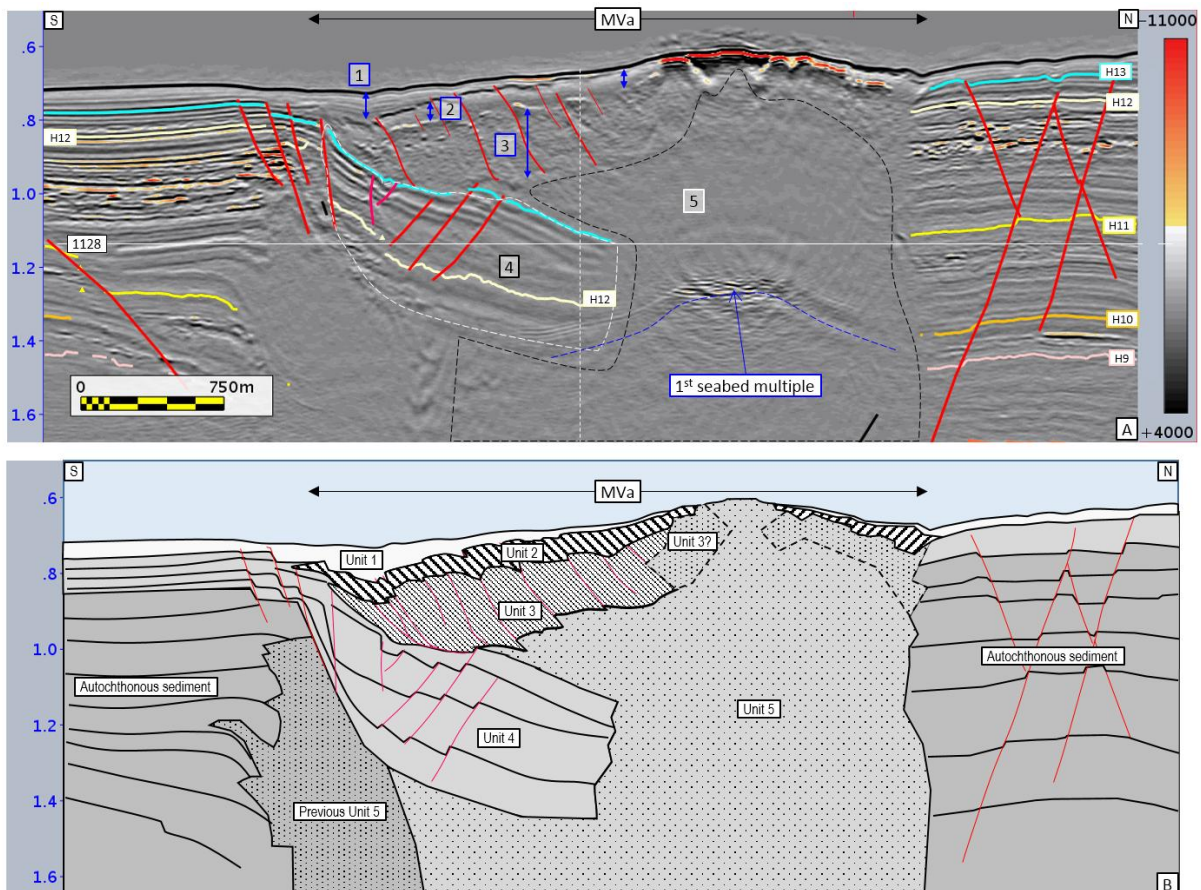 S
MVa
N
-11000
.6
1
H13
2
H12
.8
H12
3
1.0
5
H11
1128
4
1.2
H12
H10
1.4
H9
0
750m
1st seabed multiple
1.6
A
+4000
S
MVa
N
.6
Unit 1
Unit 2
Unit 3?
.8
Unit 3
1.0
Autochthonous sediment
Autochthonous sediment
1.2
Unit 4
Unit 5
1.4
Previous Unit 5
1.6
B